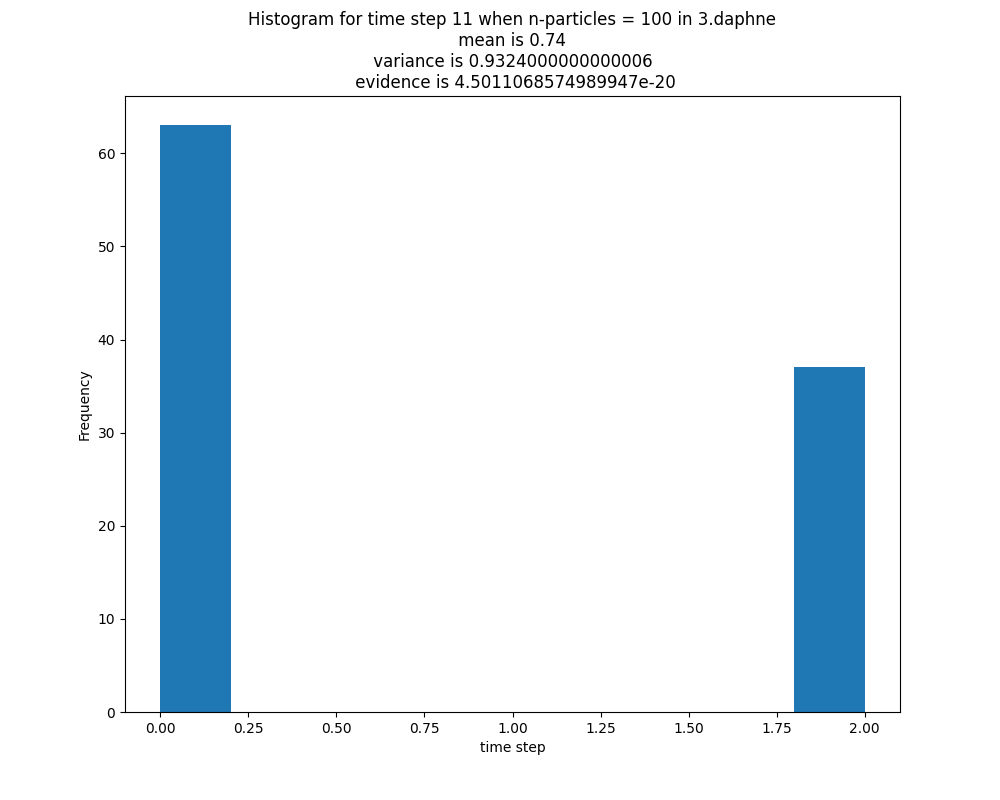 Histogram for time step 11 when n-particles = 100 in 3.daphne
mean is 0.74
variance is 0.9324000000000006
evidence is 4.5011068574989947e-20
60
50
40
30
20
10
0
Frequency
0.00 0.25 0.50 0.75 1.00 1.25 1.50 1.75 2.00
time step